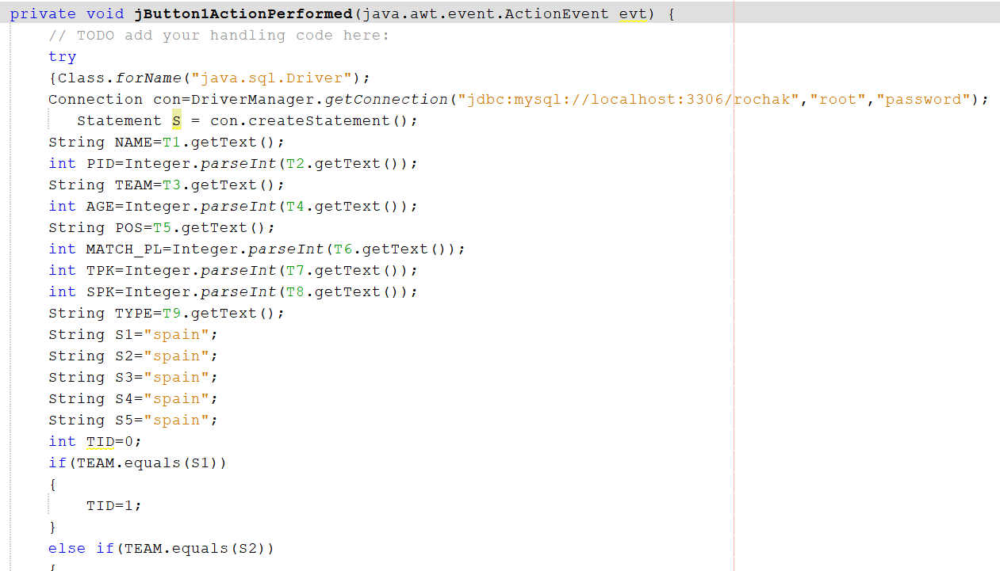 private void jButton1ActionPerformed(java.awt.event.ActionEvent evt) {
// TODO add your handling code here:
try
{Class.forName("java.sql.Driver");
Connection con=DriverManager.getConnection("jdbc:mysql://localhost:3306/rochak","root","password");
Statement S = con.createStatement();
String NAME=T1.getText();
int PID=Integer.parseInt(T2.getText());
String TEAM=T3.getText();
int AGE=Integer.parseInt(T4.getText());
String POS=T5.getText();
int MATCH_PL=Integer.parseInt(T6.getText());
int TPK=Integer.parseInt(T7.getText());
int SPK=Integer.parseInt(T8.getText());
String TYPE=T9.getText();
String S1="spain";
String S2="spain";
String S3="spain";
String S4="spain";
String S5="spain";
int TID=0;
if(TEAM.equals(S1))
{
TID=1;
}
else if(TEAM.equals(S2))
{